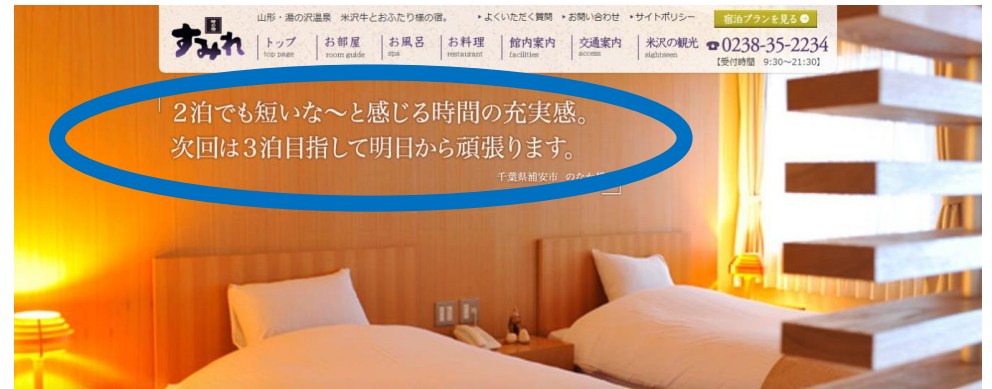 山形・湯の沢温泉 米沢牛とおふたり様の宿。
▸よくいただく質問 ▸お問い合わせ ▸サイトポリシー
宿泊プランを見る
すみれ
トップ お部屋 お風呂 お料理 館内案内 交通案内 米沢の観光
top page room guide spa restaurant facilities access sightseen
☎0238-35-2234
【受付時間 9:30～21:30】
「2泊でも短いな～と感じる時間の充実感。
次回は3泊目指して明日から頑張ります。
千葉県浦安市